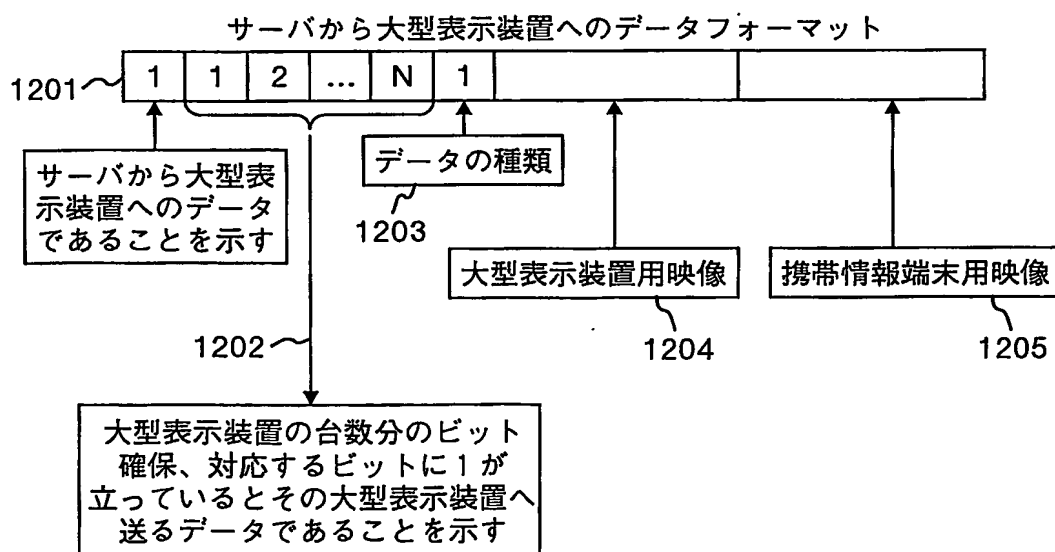 サーバから大型表示装置へのデータフォーマット
1201
1 1 2 ... N 1
サーバから大型表
示装置へのデータ
であることを示す
データの種類
1203
大型表示装置用映像
携帯情報端末用映像
1202
1204
1205
大型表示装置の台数分のビット
確保、対応するビットに1が
立っているとその大型表示装置へ
送るデータであることを示す